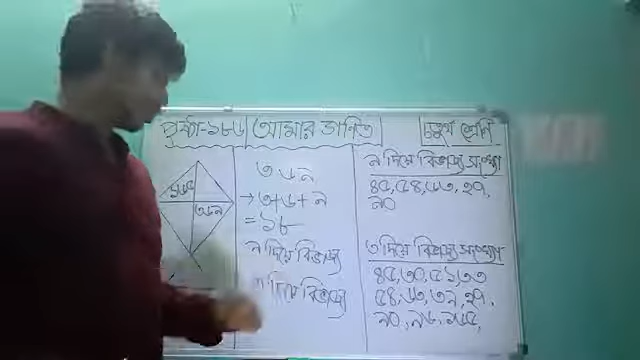 পৃষ্ঠা-১৮৬ আমার গণিত চতুর্থ শ্রেণি
৩৬৯
→ ৩+৬+৯
= ১৮
৯ দিয়ে বিভাজ্য
দিয়ে বিভাজ্য
৩৬৯
৯ দিয়ে বিভাজ্য সংখ্যা
৪৫, ৫৪, ৬৩, ২৭,
৯০
৩ দিয়ে বিভাজ্য সংখ্যা
৪৫, ৩০, ৫১, ৩৩
৫৪, ৬৩, ৩৯, ২৭,
৯০, ৯৬,